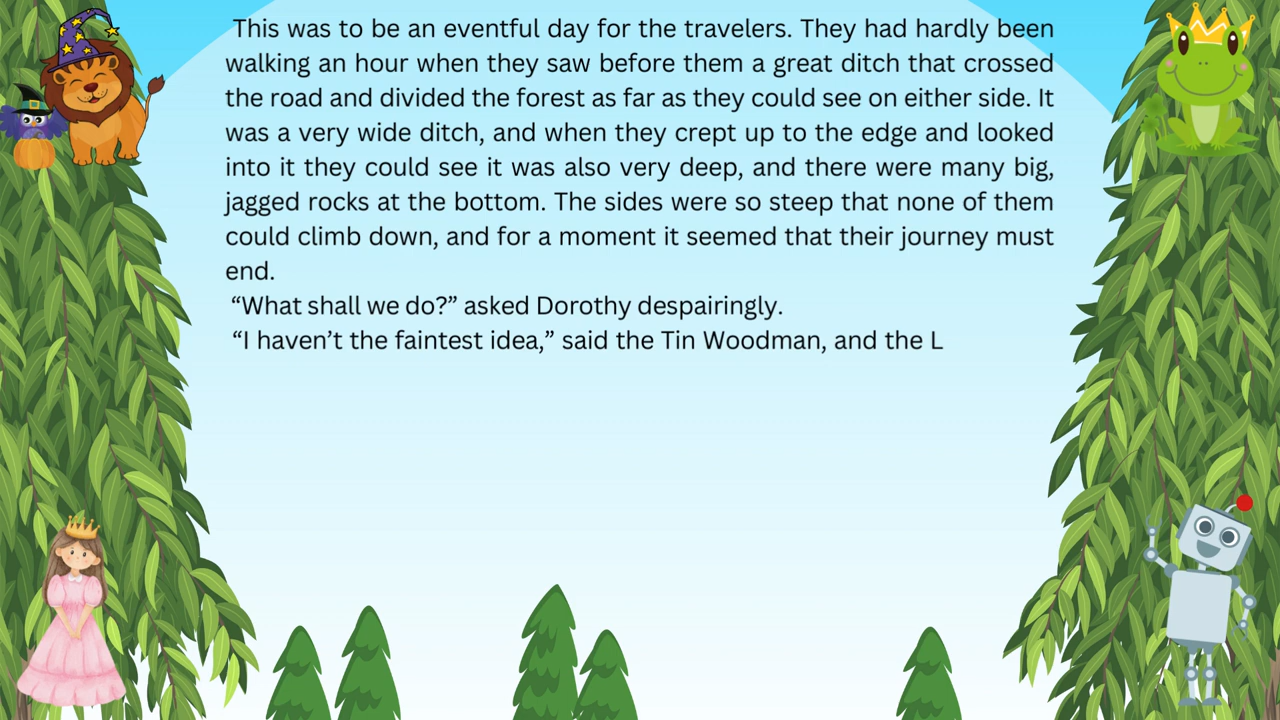 This was to be an eventful day for the travelers. They had hardly been
walking an hour when they saw before them a great ditch that crossed
the road and divided the forest as far as they could see on either side. It
was a very wide ditch, and when they crept up to the edge and looked
into it they could see it was also very deep, and there were many big,
jagged rocks at the bottom. The sides were so steep that none of them
could climb down, and for a moment it seemed that their journey must
end.
“What shall we do?” asked Dorothy despairingly.
“I haven’t the faintest idea,” said the Tin Woodman, and the L